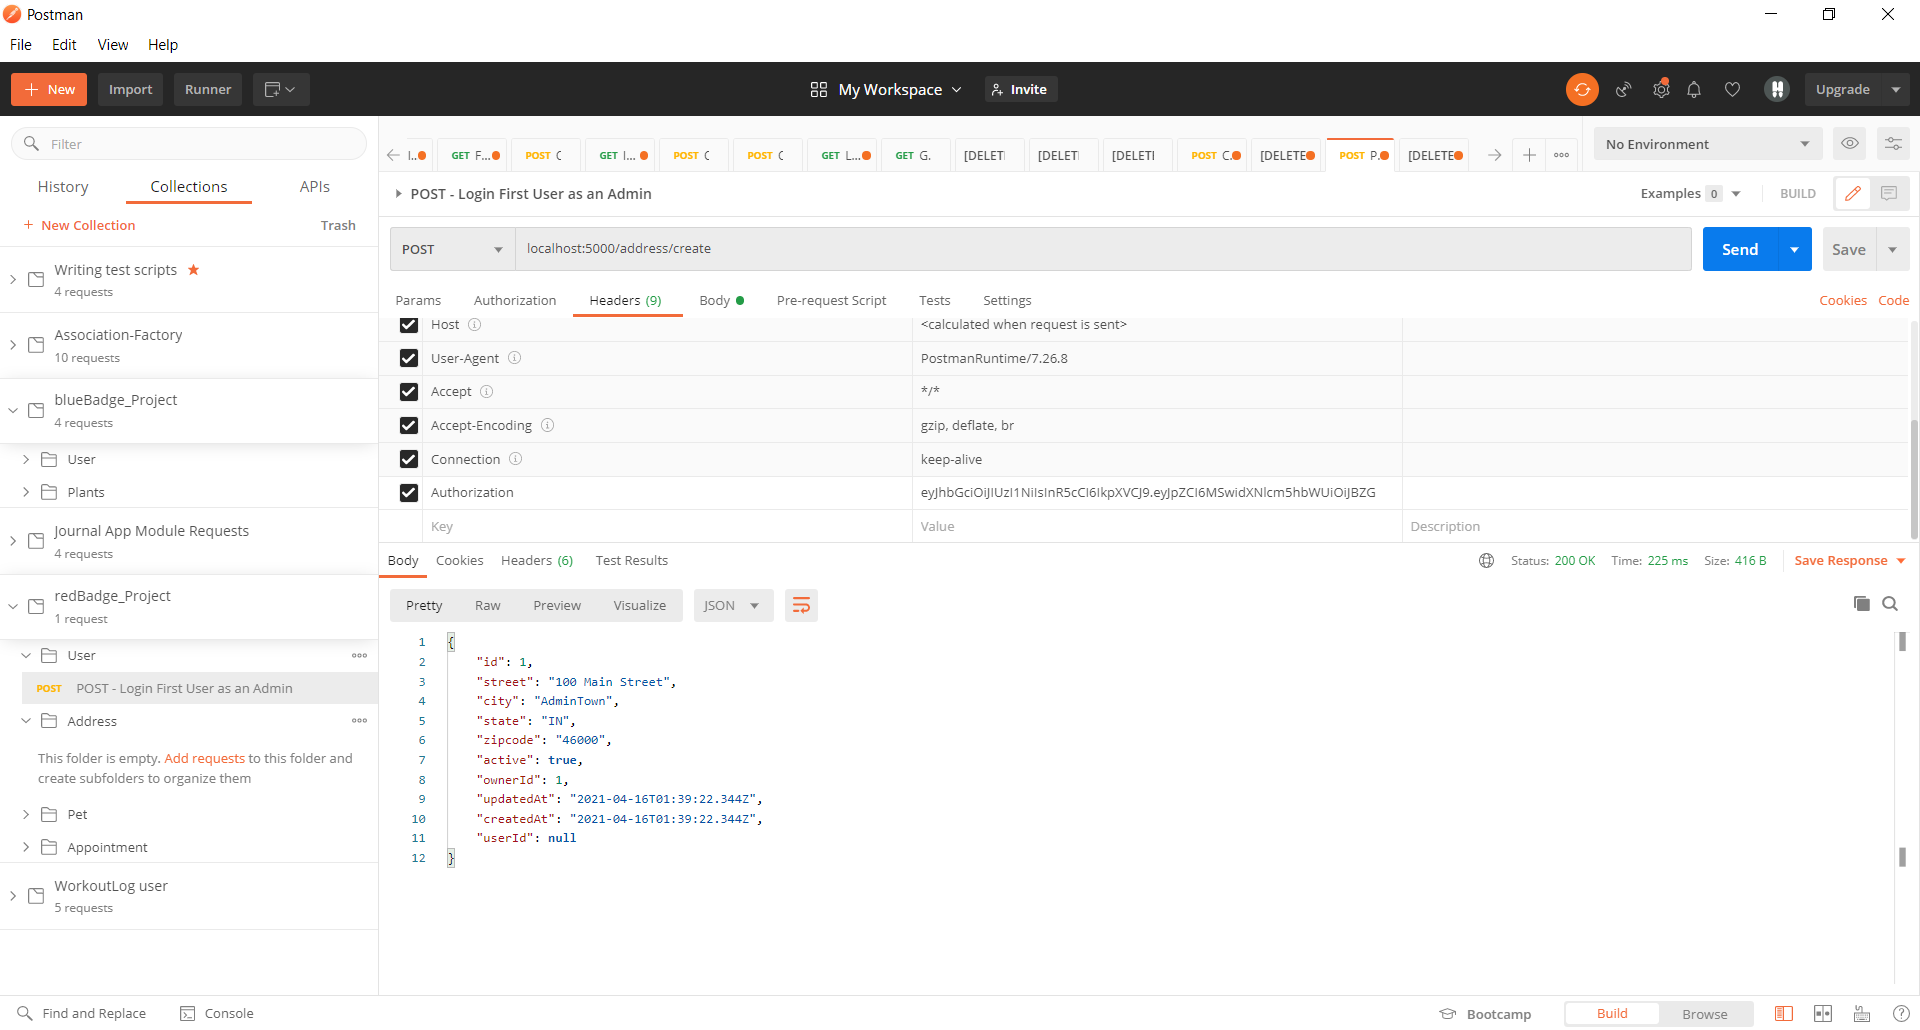 Postman
File Edit View Help
New Import Runner My Workspace Invite Upgrade
Filter
History Collections APIs
New Collection Trash
Writing test scripts
4 requests
Association-Factory
10 requests
blueBadge_Project
4 requests
User
Plants
Journal App Module Requests
4 requests
redBadge_Project
1 request
User
POST POST - Login First User as an Admin
Address
This folder is empty. Add requests to this folder and
create subfolders to organize them
Pet
Appointment
WorkoutLog user
5 requests
I.. GET F... POST C GET I... POST C POST C GET L... GET G. [DELETI [DELETI [DELETI POST C. [DELETE POST P. [DELETE
No Environment
POST - Login First User as an Admin
Examples 0 BUILD
POST localhost:5000/address/create Send Save
Params Authorization Headers (9) Body Pre-request Script Tests Settings Cookies Code
Host <calculated when request is sent>
User-Agent PostmanRuntime/7.26.8
Accept */*
Accept-Encoding gzip, deflate, br
Connection keep-alive
Authorization
Key Value Description
Body Cookies Headers (6) Test Results Status: 200 OK Time: 225 ms Size: 416 B Save Response
Pretty Raw Preview Visualize JSON
1 {
2 "id": 1,
3 "street": "100 Main Street",
4 "city": "AdminTown",
5 "state": "IN",
6 "zipcode": "46000",
7 "active": true,
8 "ownerId": 1,
9 "updatedAt": "2021-04-16T01:39:22.344Z",
10 "createdAt": "2021-04-16T01:39:22.344Z",
11 "userId": null
12 }
Find and Replace Console Bootcamp Build Browse